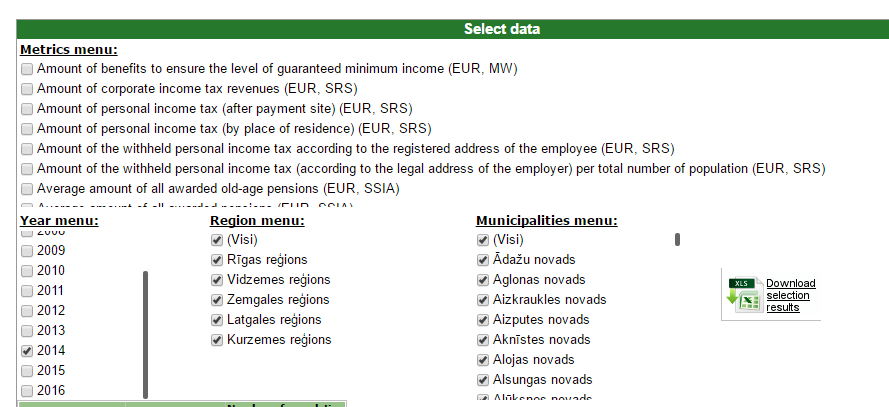 Select data
Metrics menu:
Amount of benefits to ensure the level of guaranteed minimum income (EUR, MW)
Amount of corporate income tax revenues (EUR, SRS)
Amount of personal income tax (after payment site) (EUR, SRS)
Amount of personal income tax (by place of residence) (EUR, SRS)
Amount of the withheld personal income tax according to the registered address of the employee (EUR, SRS)
Amount of the withheld personal income tax (according to the legal address of the employer) per total number of population (EUR, SRS)
Average amount of all awarded old-age pensions (EUR, SSIA)
Average amount of all awarded pensions (EUR, SSIA)
Year menu:
2008
2009
2010
2011
2012
2013
2014
2015
2016
Region menu:
(Visi)
Rīgas reģions
Vidzemes reģions
Zemgales reģions
Latgales reģions
Kurzemes reģions
Municipalities menu:
(Visi)
Ādažu novads
Aglonas novads
Aizkraukles novads
Aizputes novads
Aknīstes novads
Alojas novads
Alsungas novads
Alūksnes novads
XLS
Download
selection
results